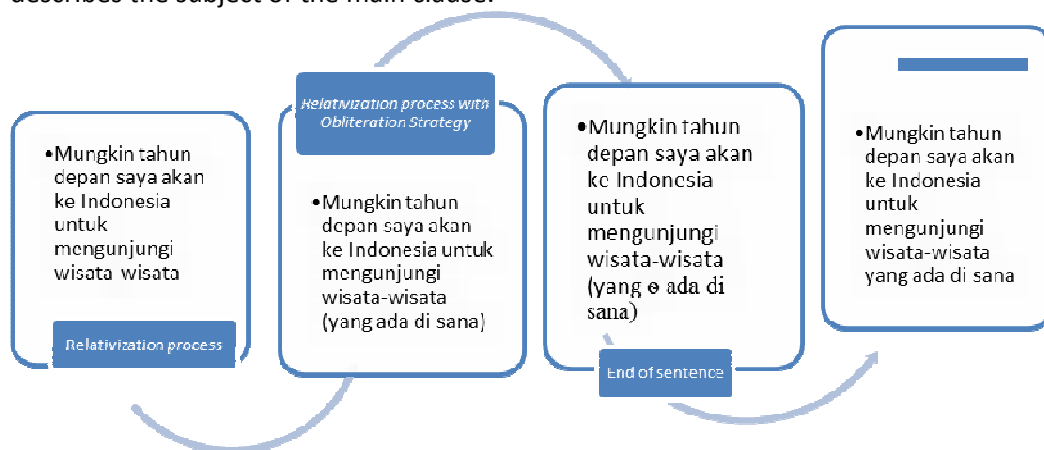 describes the subject of the main clause.
•Mungkin tahun
depan saya akan
ke Indonesia
untuk
mengunjungi
wisata wisata
Relativization process
Relativization process with
Obliteration Strategy
•Mungkin tahun
depan saya akan
ke Indonesia untuk
mengunjungi
wisata-wisata
(yang ada di sana)
•Mungkin tahun
depan saya akan
ke Indonesia
untuk
mengunjungi
wisata-wisata
(yang ɵ ada di
sana)
End of sentence
•Mungkin tahun
depan saya akan
ke Indonesia
untuk
mengunjungi
wisata-wisata
yang ada di sana